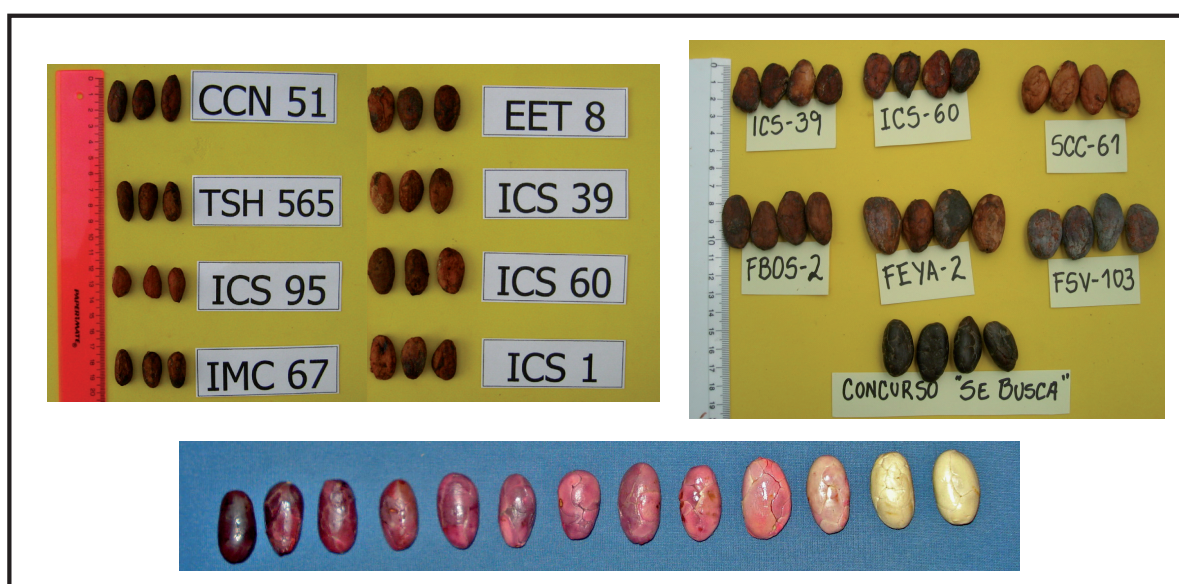 CCN 51
EET 8
TSH 565
ICS 39
ICS 95
ICS 60
IMC 67
ICS 1
ICS-39
ICS-60
SCC-61
FBOS-2
FEYA-2
FSV-103
CONCURSO "SE BUSCA"